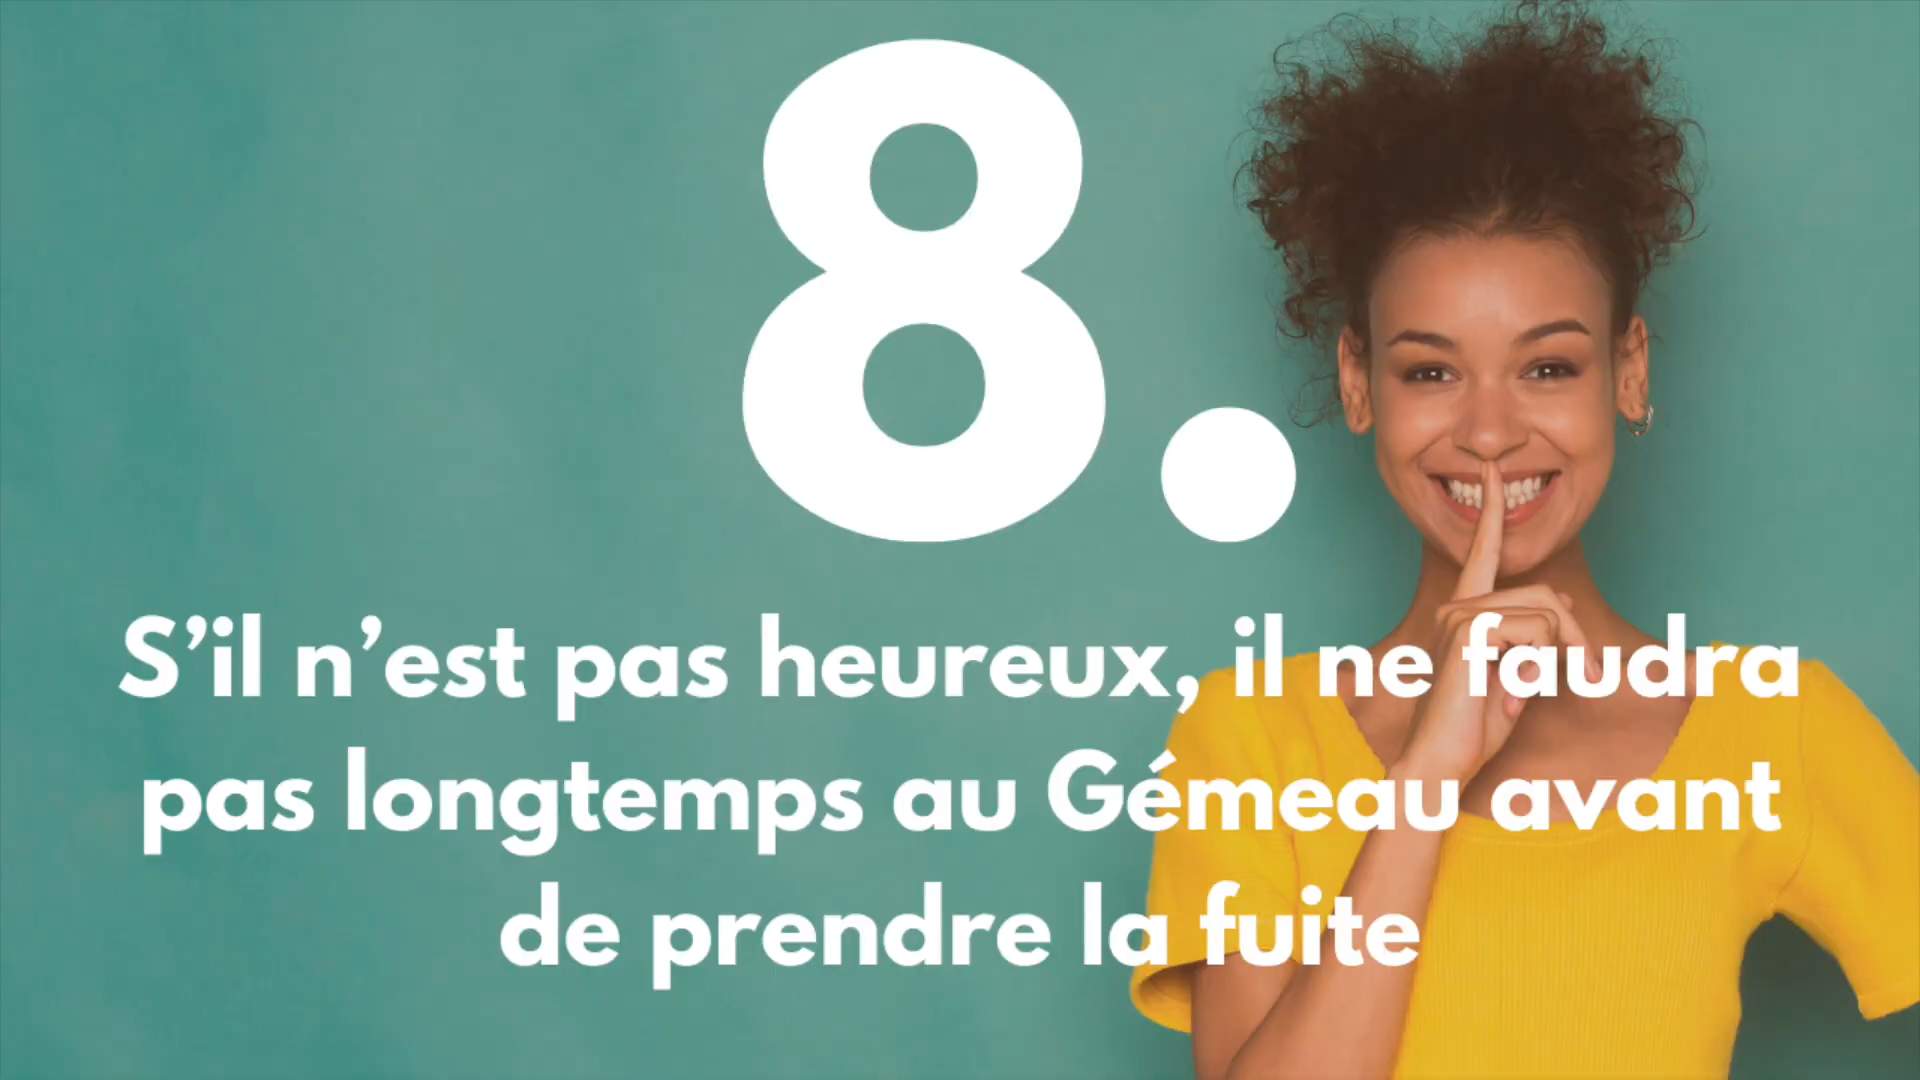 8.
S’il n’est pas heureux, il ne faudra
pas longtemps au Gémeau avant
de prendre la fuite